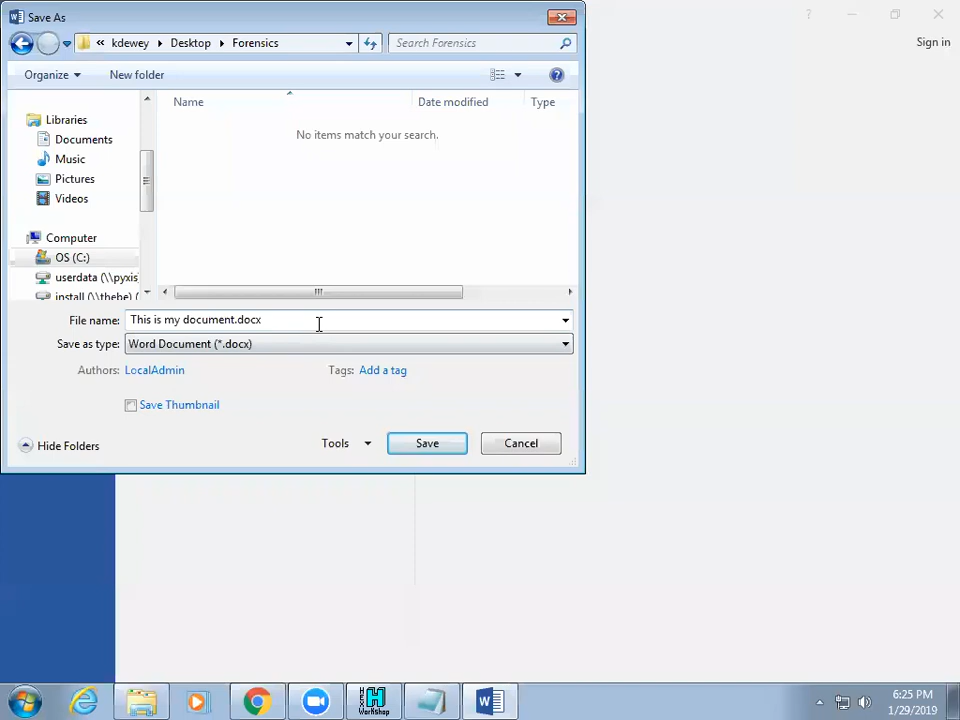 Save As
Sign in
« kdewey Desktop Forensics
Search Forensics
Organize New folder
Name Date modified Type
No items match your search.
Libraries
Documents
Music
Pictures
Videos
Computer
OS (C:)
userdata (\\pyxis
install (\\thebe) (
File name: This is my document.docx
Save as type: Word Document (*.docx)
Authors: LocalAdmin Tags: Add a tag
Save Thumbnail
Hide Folders Tools Save Cancel
HEX
Workshop
6:25 PM
1/29/2019